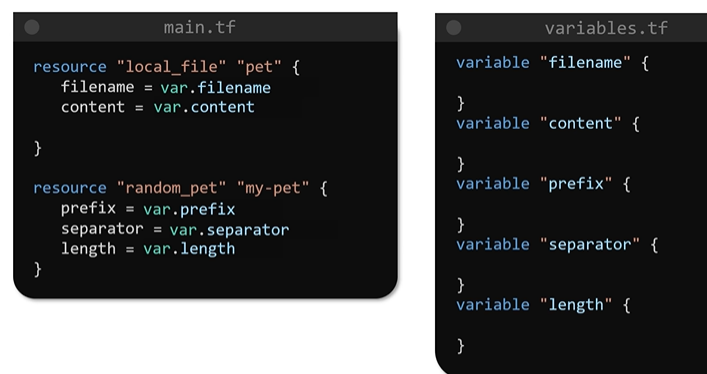 main.tf
resource "local_file" "pet" {
filename = var.filename
content = var.content
}
resource "random_pet" "my-pet" {
prefix = var.prefix
separator = var.separator
length = var.length
}
variables.tf
variable "filename" {
}
variable "content" {
}
variable "prefix" {
}
variable "separator" {
}
variable "length" {
}